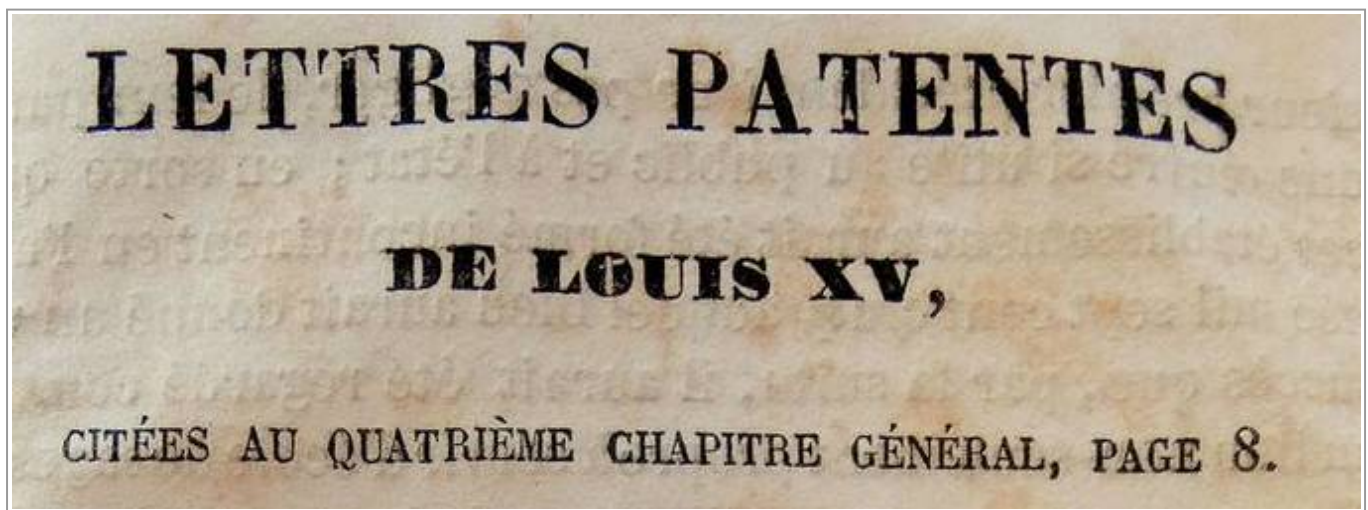 LETTRES PATENTES
DE LOUIS XV,
CITÉES AU QUATRIÈME CHAPITRE GÉNÉRAL, PAGE 8.